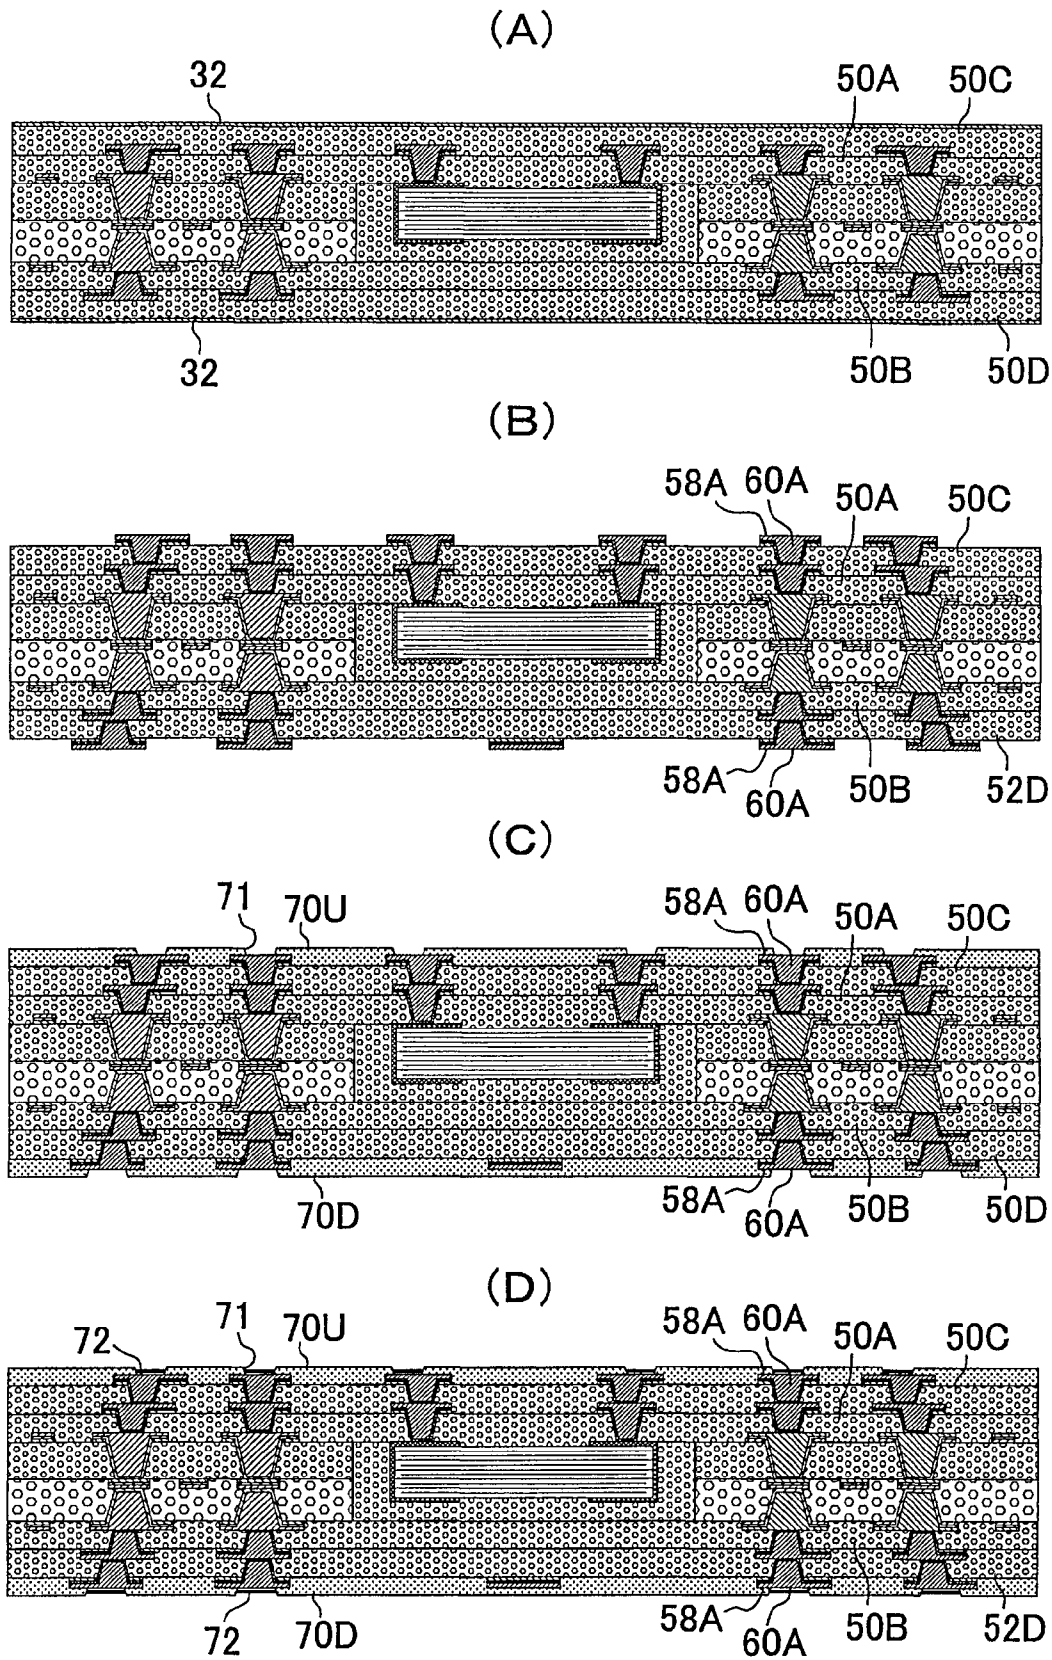 (A)
32 50A 50C
32 50B 50D
(B)
58A 60A 50A 50C
58A 60A 50B 52D
(C)
71 70U 58A 60A 50A 50C
70D 58A 60A 50B 50D
(D)
72 71 70U 58A 60A 50A 50C
72 70D 58A 60A 50B 52D